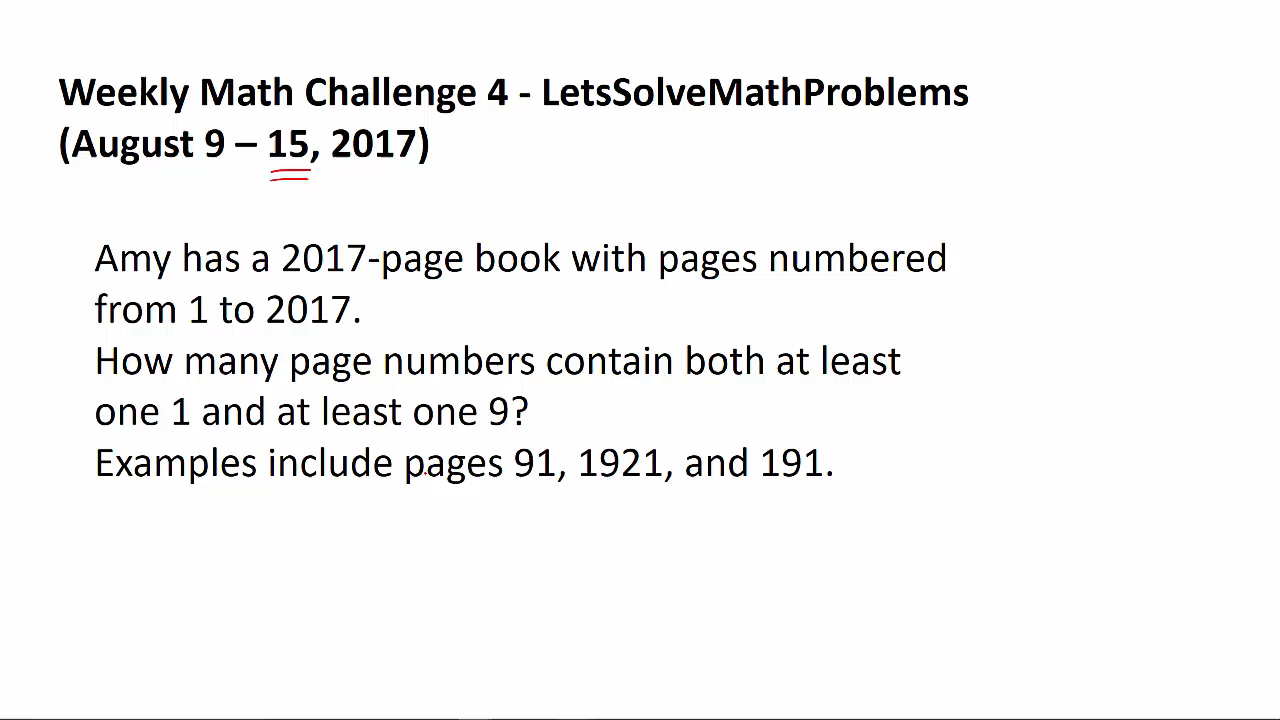 Weekly Math Challenge 4 - LetsSolveMathProblems
(August 9 – 15, 2017)
Amy has a 2017-page book with pages numbered
from 1 to 2017.
How many page numbers contain both at least
one 1 and at least one 9?
Examples include pages 91, 1921, and 191.